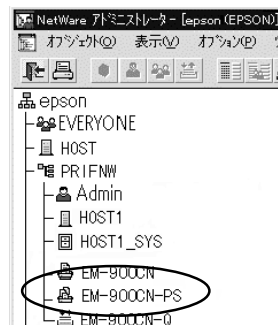 NetWare アドミニストレータ - [epson (EPSON)]
オブジェクト(O) 表示(V) オプション(P)
epson
EVERYONE
HOST
PRIFNW
Admin
HOST1
HOST1_SYS
EM-900CN
EM-900CN-PS
EM-900CN-Q